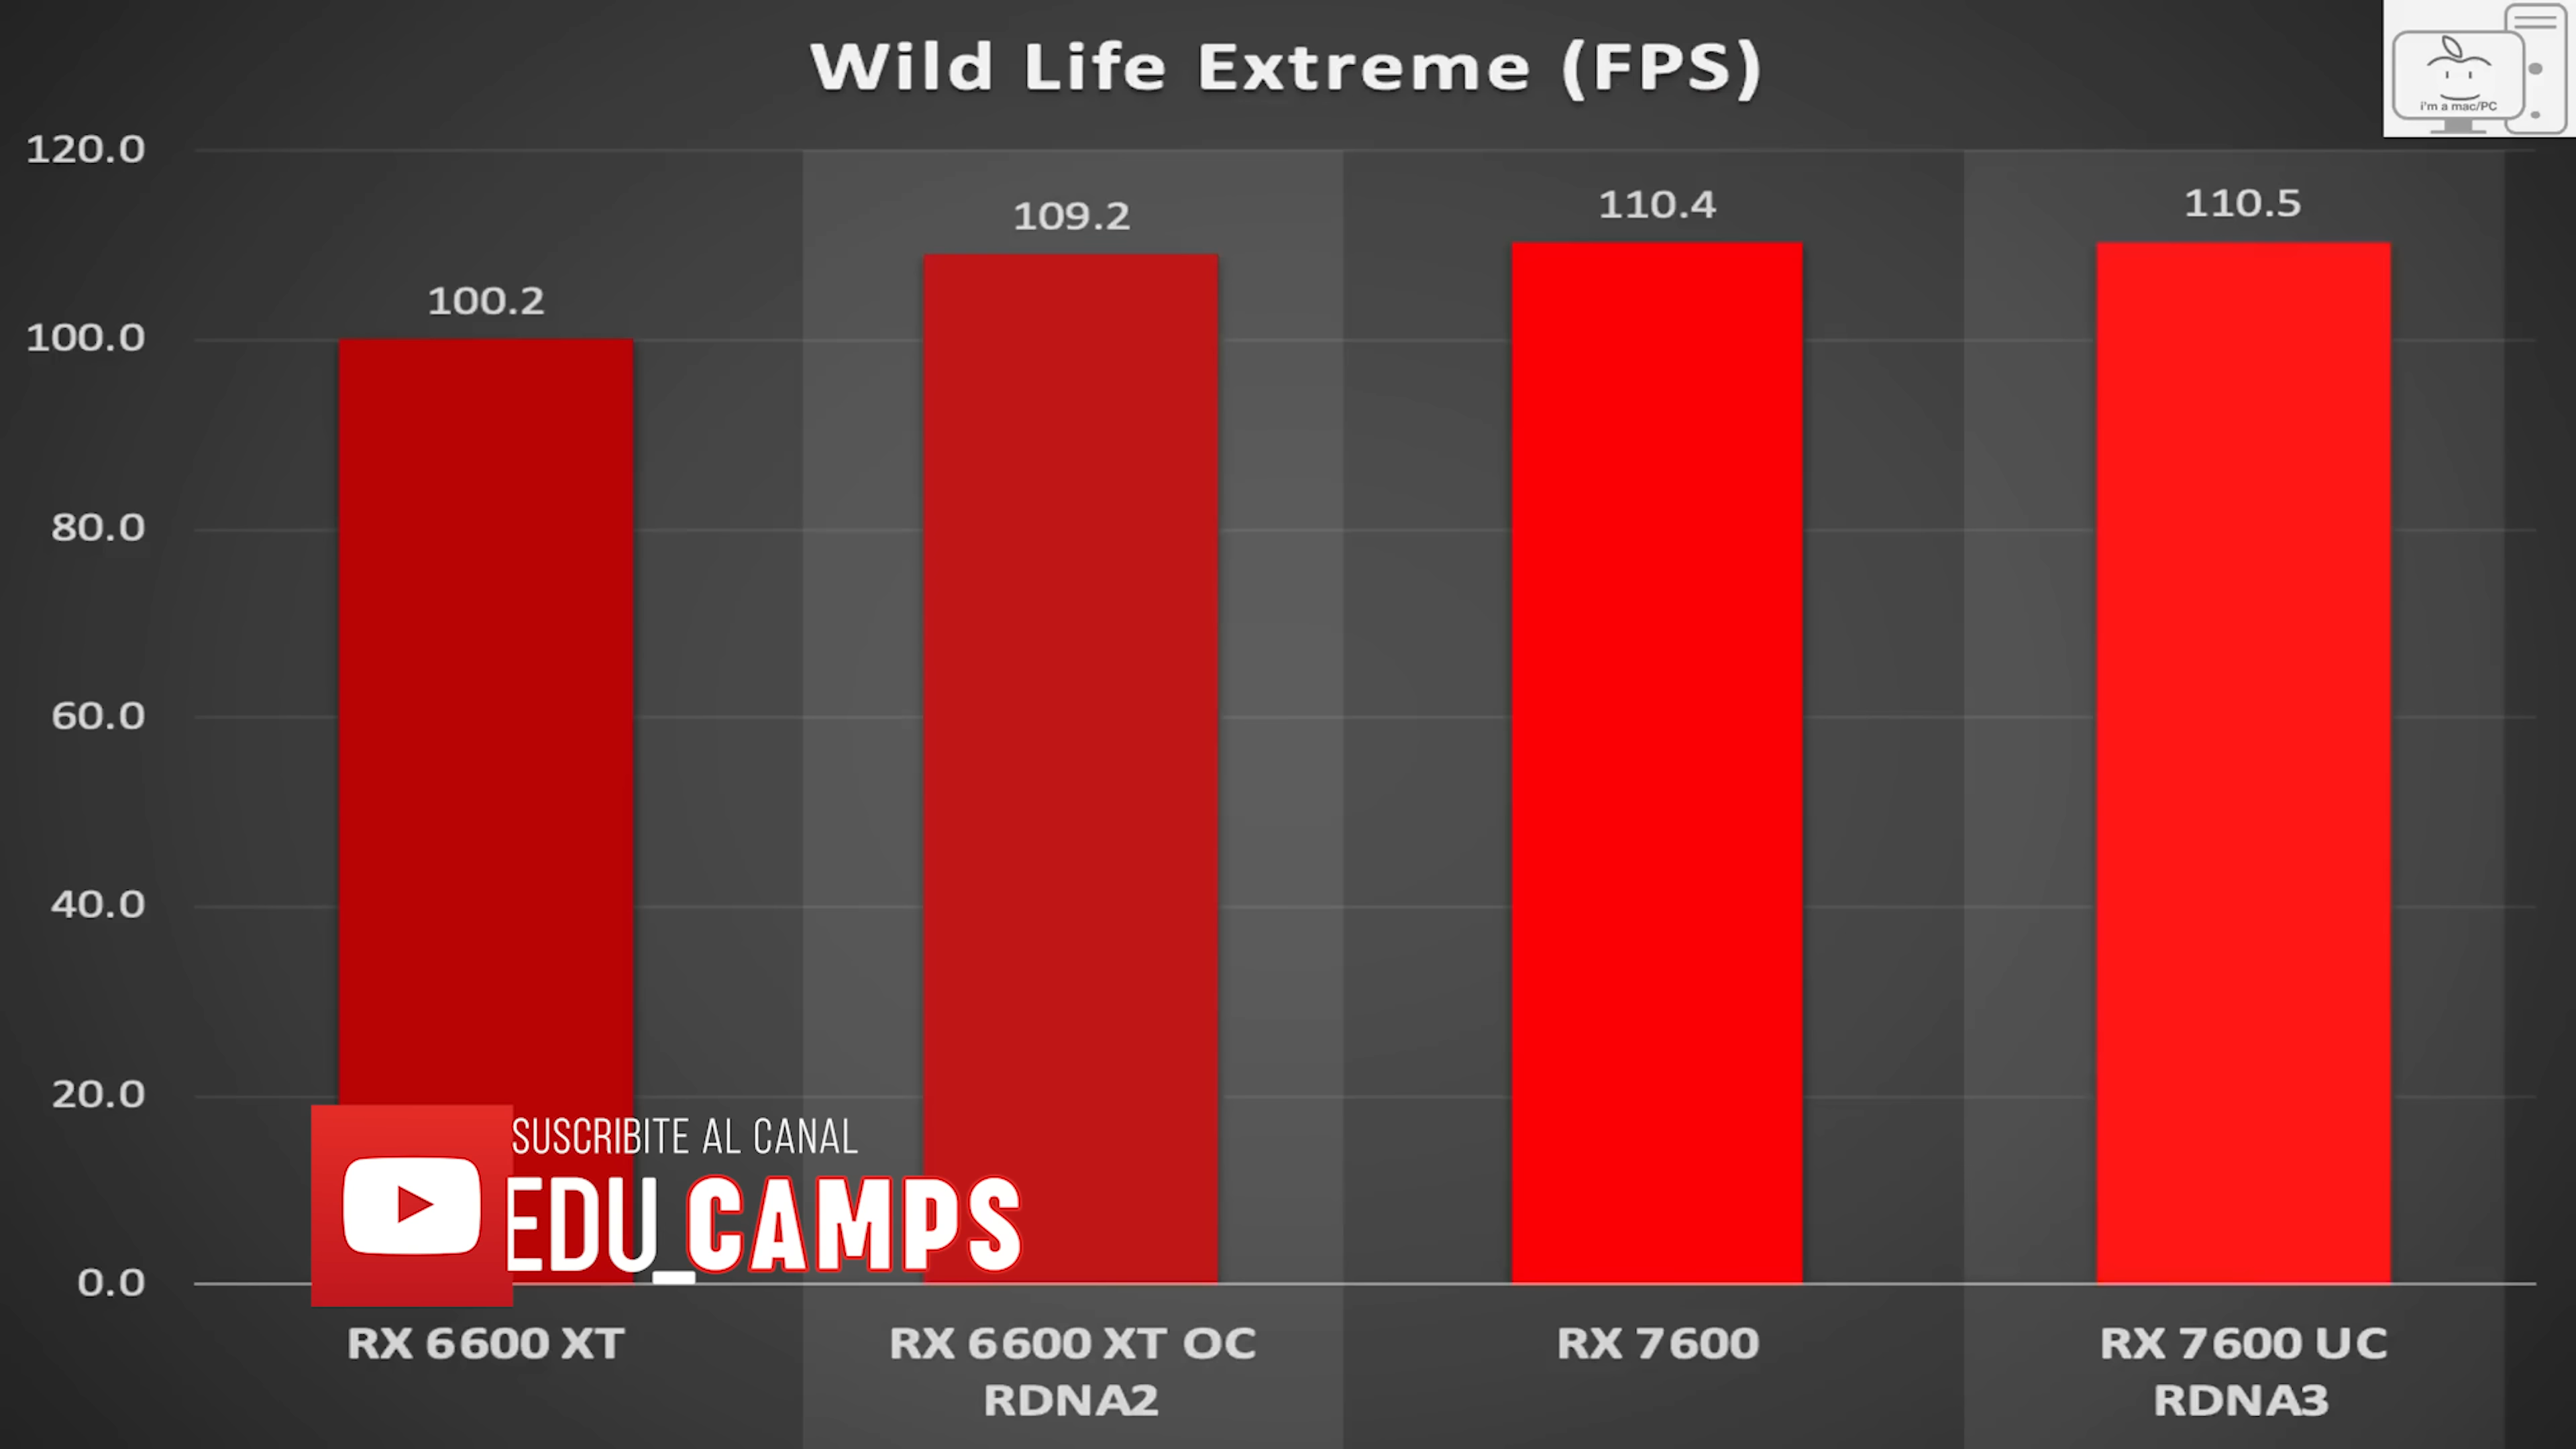 Wild Life Extreme (FPS)
i'm a mac/PC
120.0
100.0
80.0
60.0
40.0
20.0
0.0
100.2
109.2
110.4
110.5
SUSCRIBITE AL CANAL
EDU_CAMPS
RX 6600 XT
RX 6600 XT OC
RDNA2
RX 7600
RX 7600 UC
RDNA3